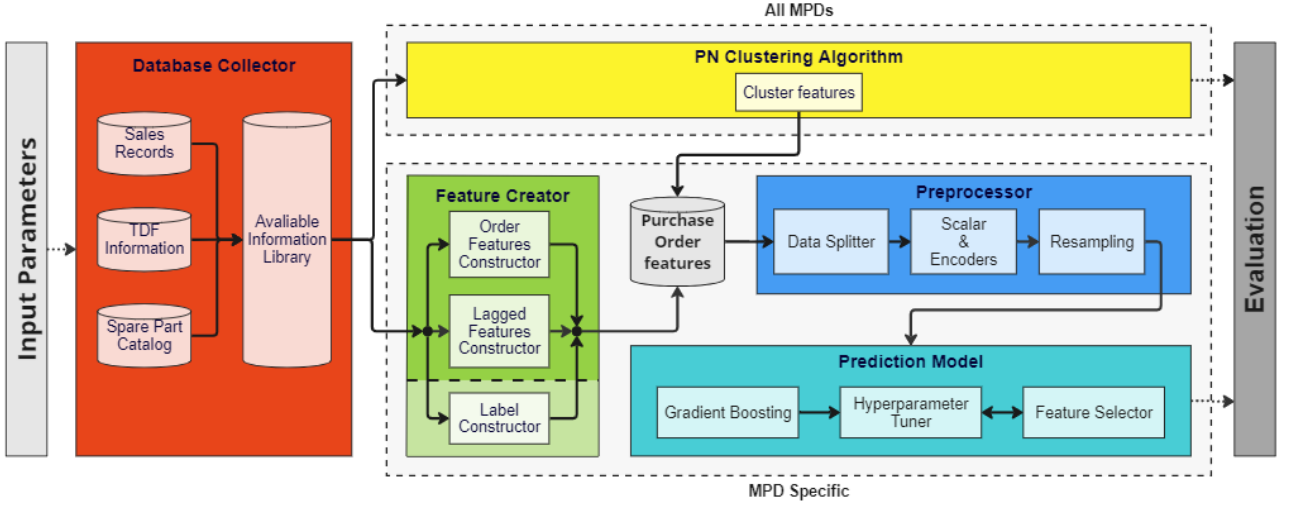 All MPDs
Input Parameters
Database Collector
Sales
Records
TDF
Information
Spare Part
Catalog
Avaliable
Information
Library
PN Clustering Algorithm
Cluster features
Feature Creator
Order
Features
Constructor
Lagged
Features
Constructor
Label
Constructor
Purchase
Order
features
Preprocessor
Data Splitter
Scalar
&
Encoders
Resampling
Prediction Model
Gradient Boosting
Hyperparameter
Tuner
Feature Selector
Evaluation
MPD Specific